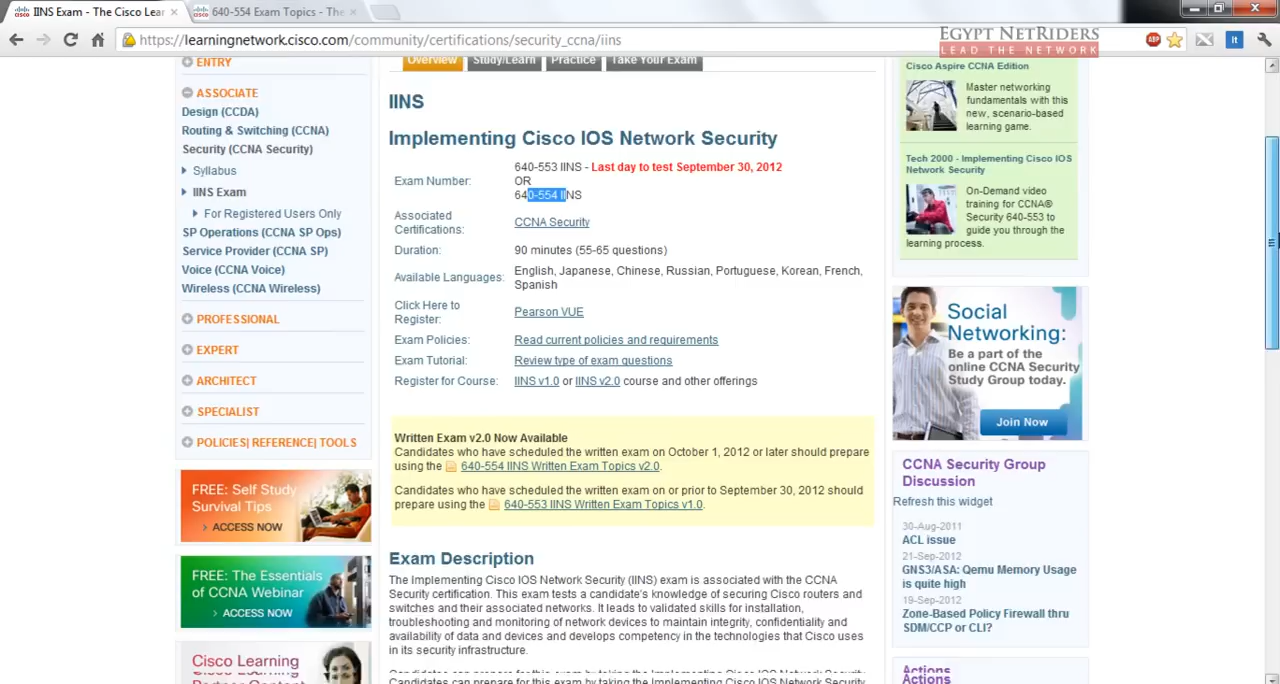 IINS Exam - The Cisco Lear
640-554 Exam Topics - The
https://learningnetwork.cisco.com/community/certifications/security_ccna/iins
EGYPT NETRIDERS
LEAD THE NETWORK
ABP
It
ENTRY
ASSOCIATE
Design (CCDA)
Routing & Switching (CCNA)
Security (CCNA Security)
Syllabus
IINS Exam
For Registered Users Only
SP Operations (CCNA SP Ops)
Service Provider (CCNA SP)
Voice (CCNA Voice)
Wireless (CCNA Wireless)
PROFESSIONAL
EXPERT
ARCHITECT
SPECIALIST
POLICIES| REFERENCE| TOOLS
FREE: Self Study
Survival Tips
> ACCESS NOW
FREE: The Essentials
of CCNA Webinar
> ACCESS NOW
Cisco Learning
Overview
Study/Learn
Practice
Take Your Exam
IINS
Implementing Cisco IOS Network Security
Exam Number:
640-553 IINS - Last day to test September 30, 2012
OR
640-554 IINS
Associated
Certifications:
CCNA Security
Duration:
90 minutes (55-65 questions)
Available Languages:
English, Japanese, Chinese, Russian, Portuguese, Korean, French,
Spanish
Click Here to
Register:
Pearson VUE
Exam Policies:
Read current policies and requirements
Exam Tutorial:
Review type of exam questions
Register for Course:
IINS v1.0 or IINS v2.0 course and other offerings
Written Exam v2.0 Now Available
Candidates who have scheduled the written exam on October 1, 2012 or later should prepare
using the 640-554 IINS Written Exam Topics v2.0.
Candidates who have scheduled the written exam on or prior to September 30, 2012 should
prepare using the 640-553 IINS Written Exam Topics v1.0.
Exam Description
The Implementing Cisco IOS Network Security (IINS) exam is associated with the CCNA
Security certification. This exam tests a candidate's knowledge of securing Cisco routers and
switches and their associated networks. It leads to validated skills for installation,
troubleshooting and monitoring of network devices to maintain integrity, confidentiality and
availability of data and devices and develops competency in the technologies that Cisco uses
in its security infrastructure.
Candidates can prepare for this exam by taking the Implementing Cisco IOS Network Security
Cisco Aspire CCNA Edition
Master networking
fundamentals with this
new, scenario-based
learning game.
Tech 2000 - Implementing Cisco IOS
Network Security
On-Demand video
training for CCNA®
Security 640-553 to
guide you through the
learning process.
Social
Networking:
Be a part of the
online CCNA Security
Study Group today.
Join Now
CCNA Security Group
Discussion
Refresh this widget
30-Aug-2011
ACL issue
21-Sep-2012
GNS3/ASA: Qemu Memory Usage
is quite high
19-Sep-2012
Zone-Based Policy Firewall thru
SDM/CCP or CLI?
Actions